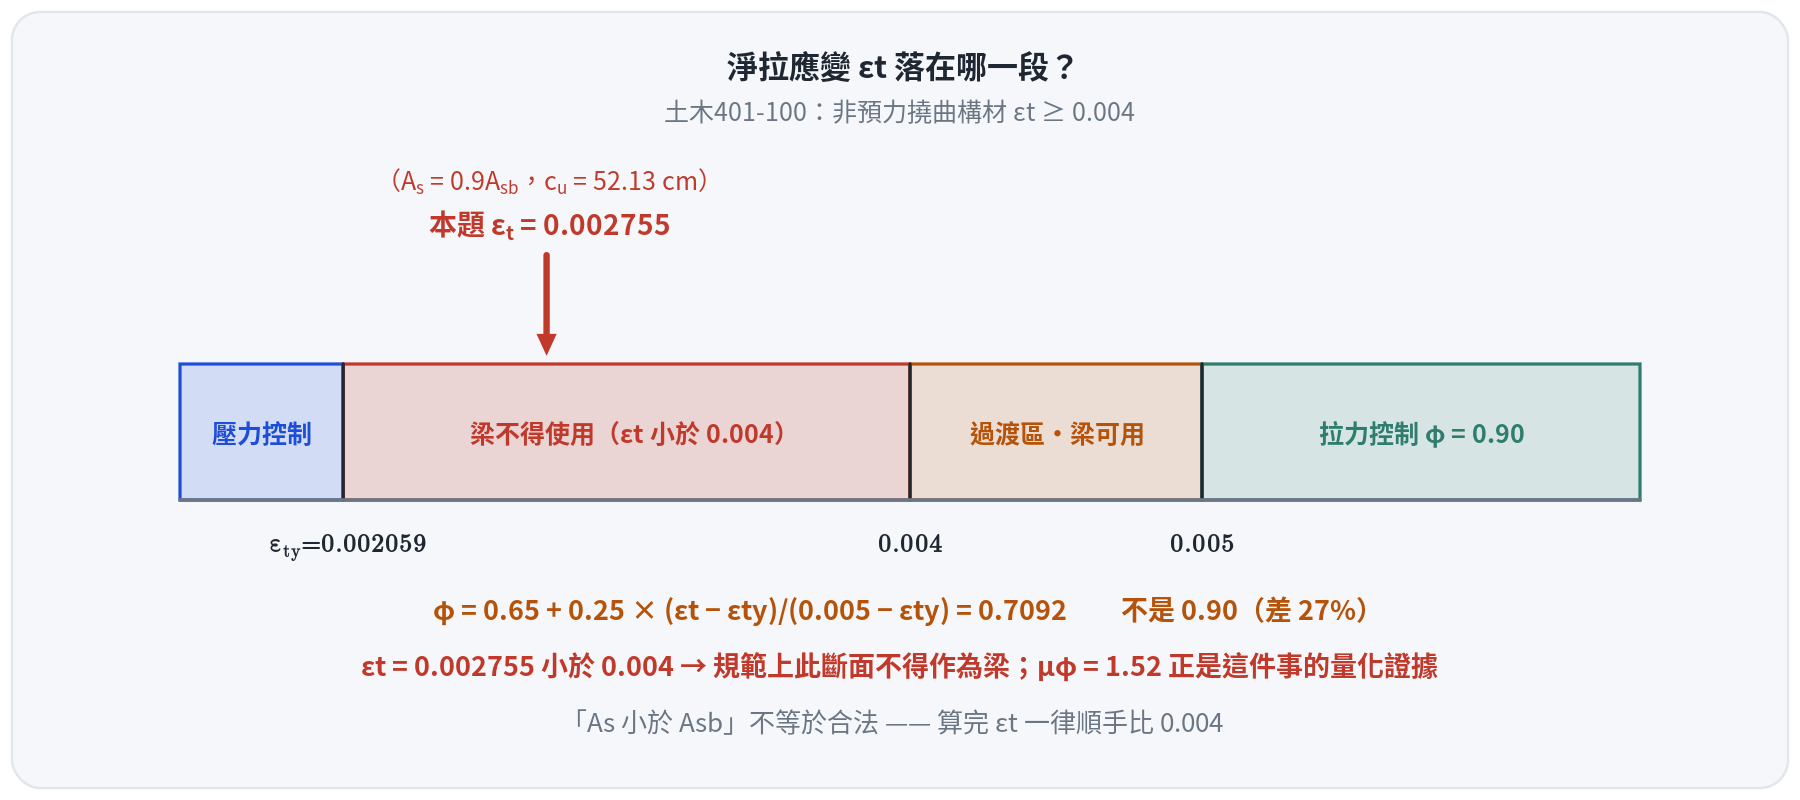 淨拉應變 εt 落在哪一段？
土木401-100：非預力撓曲構材 εt ≥ 0.004
（As = 0.9Asb，cu = 52.13 cm）
本題 εt = 0.002755
壓力控制
梁不得使用（εt 小於 0.004）
過渡區・梁可用
拉力控制 ϕ = 0.90
εty=0.002059
0.004
0.005
ϕ = 0.65 + 0.25 × (εt − εty)/(0.005 − εty) = 0.7092 不是 0.90（差 27%）
εt = 0.002755 小於 0.004 → 規範上此斷面不得作為梁；μϕ = 1.52 正是這件事的量化證據
「As 小於 Asb」不等於合法 —— 算完 εt 一律順手比 0.004